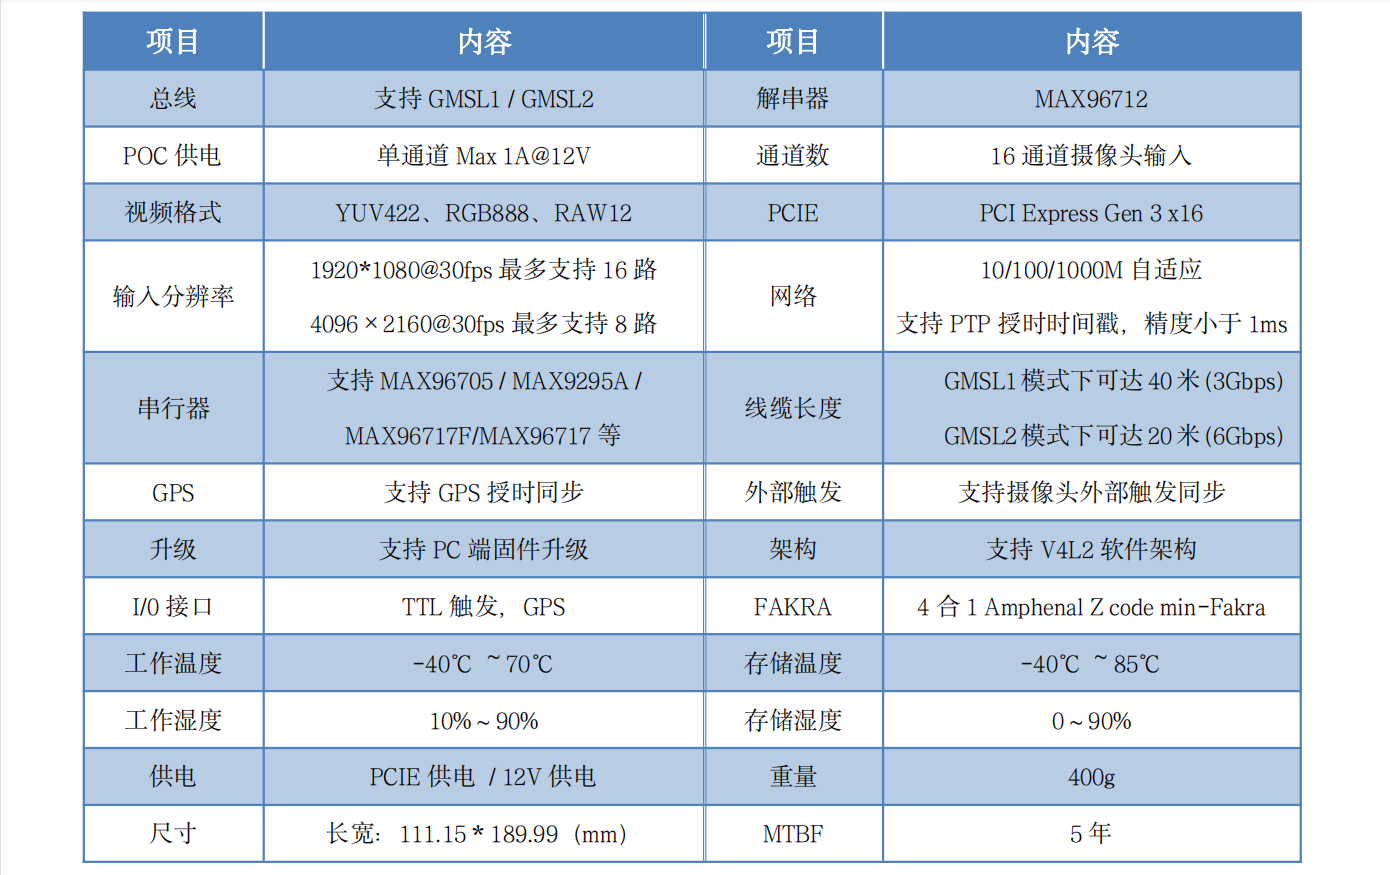 项目 内容 项目 内容
总线 支持 GMSL1 / GMSL2 解串器 MAX96712
POC 供电 单通道 Max 1A@12V 通道数 16 通道摄像头输入
视频格式 YUV422、RGB888、RAW12 PCIE PCI Express Gen 3 x16
输入分辨率 1920*1080@30fps 最多支持 16 路
4096×2160@30fps 最多支持 8 路
网络 10/100/1000M 自适应
支持 PTP 授时时间戳，精度小于 1ms
串行器 支持 MAX96705 / MAX9295A /
MAX96717F/MAX96717 等
线缆长度 GMSL1 模式下可达 40 米 (3Gbps)
GMSL2 模式下可达 20 米 (6Gbps)
GPS 支持 GPS 授时同步 外部触发 支持摄像头外部触发同步
升级 支持 PC 端固件升级 架构 支持 V4L2 软件架构
I/0 接口 TTL 触发，GPS FAKRA 4 合 1 Amphenal Z code min-Fakra
工作温度 -40℃ ~ 70℃ 存储温度 -40℃ ~ 85℃
工作湿度 10% ~ 90% 存储湿度 0 ~ 90%
供电 PCIE 供电 / 12V 供电 重量 400g
尺寸 长宽：111.15 * 189.99（mm） MTBF 5 年